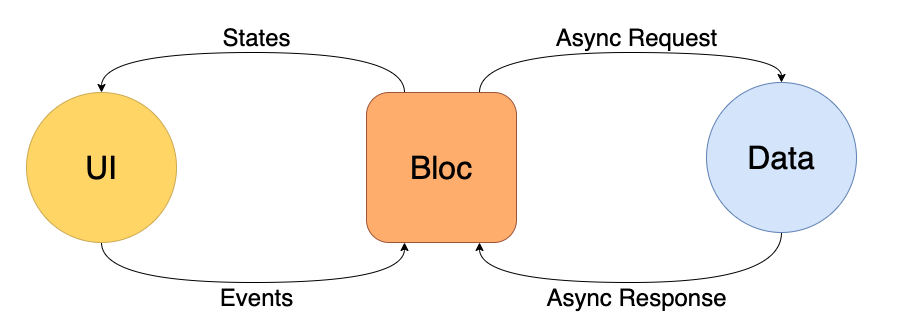 States
Async Request
UI
Bloc
Data
Events
Async Response